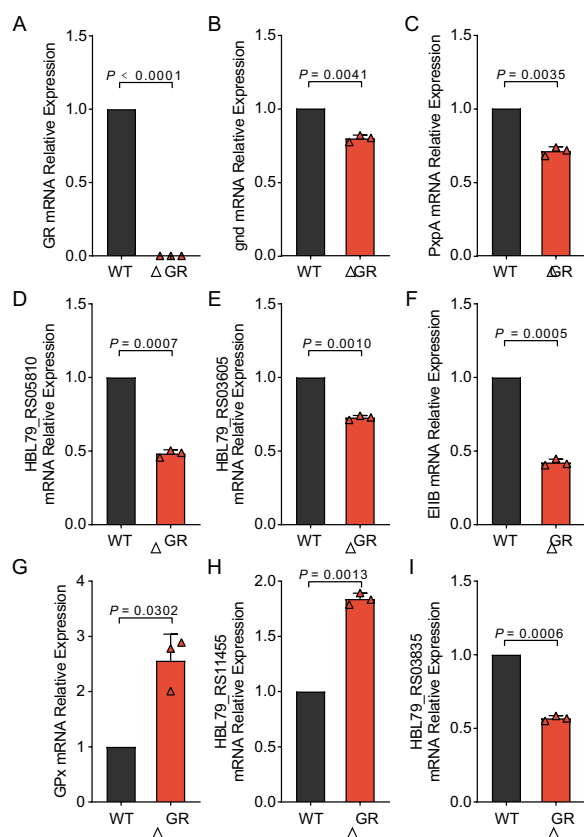 A
GR mRNA Relative Expression
1.5
1.0
0.5
0.0
P < 0.0001
WT
Δ GR
B
gnd mRNA Relative Expression
1.5
1.0
0.5
0.0
P = 0.0041
WT
ΔGR
C
PxpA mRNA Relative Expression
1.5
1.0
0.5
0.0
P = 0.0035
WT
ΔGR
D
HBL79_RS05810
mRNA Relative Expression
1.5
1.0
0.5
0.0
P = 0.0007
WT
Δ GR
E
HBL79_RS03605
mRNA Relative Expression
1.5
1.0
0.5
0.0
P = 0.0010
WT
Δ GR
F
EIIB mRNA Relative Expression
1.5
1.0
0.5
0.0
P = 0.0005
WT
Δ GR
G
GPx mRNA Relative Expression
4
3
2
1
0
P = 0.0302
WT
Δ GR
H
HBL79_RS11455
mRNA Relative Expression
2.0
1.5
1.0
0.5
0.0
P = 0.0013
WT
Δ GR
I
HBL79_RS03835
mRNA Relative Expression
1.5
1.0
0.5
0.0
P = 0.0006
WT
Δ GR